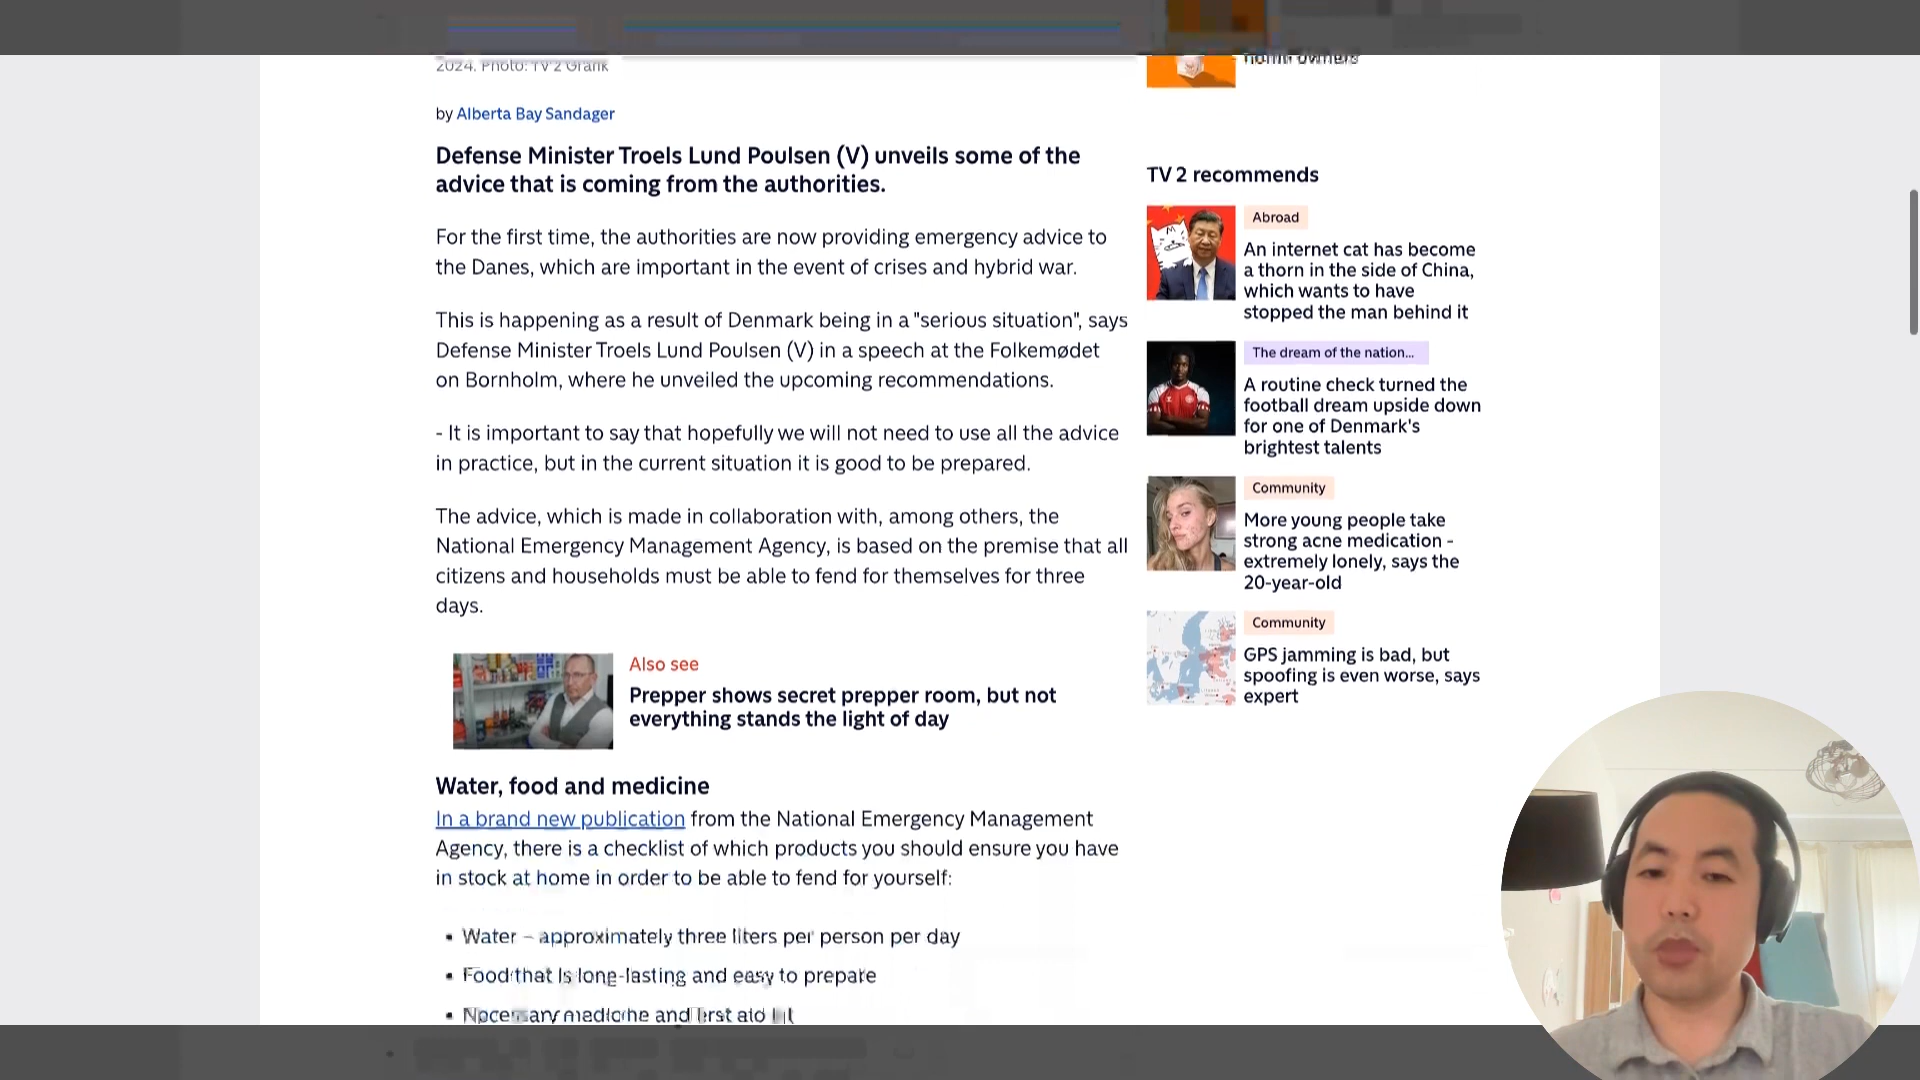 2024. Photo: TV 2 Grafik
by Alberta Bay Sandager
Defense Minister Troels Lund Poulsen (V) unveils some of the
advice that is coming from the authorities.
For the first time, the authorities are now providing emergency advice to
the Danes, which are important in the event of crises and hybrid war.
This is happening as a result of Denmark being in a "serious situation", says
Defense Minister Troels Lund Poulsen (V) in a speech at the Folkemødet
on Bornholm, where he unveiled the upcoming recommendations.
- It is important to say that hopefully we will not need to use all the advice
in practice, but in the current situation it is good to be prepared.
The advice, which is made in collaboration with, among others, the
National Emergency Management Agency, is based on the premise that all
citizens and households must be able to fend for themselves for three
days.
Also see
Prepper shows secret prepper room, but not
everything stands the light of day
Water, food and medicine
In a brand new publication from the National Emergency Management
Agency, there is a checklist of which products you should ensure you have
in stock at home in order to be able to fend for yourself:
• Water – approximately three liters per person per day
• Food that is long-lasting and easy to prepare
• Necessary medicine and first aid kit
owners
TV 2 recommends
Abroad
An internet cat has become
a thorn in the side of China,
which wants to have
stopped the man behind it
The dream of the nation...
A routine check turned the
football dream upside down
for one of Denmark's
brightest talents
Community
More young people take
strong acne medication -
extremely lonely, says the
20-year-old
Community
GPS jamming is bad, but
spoofing is even worse, says
expert